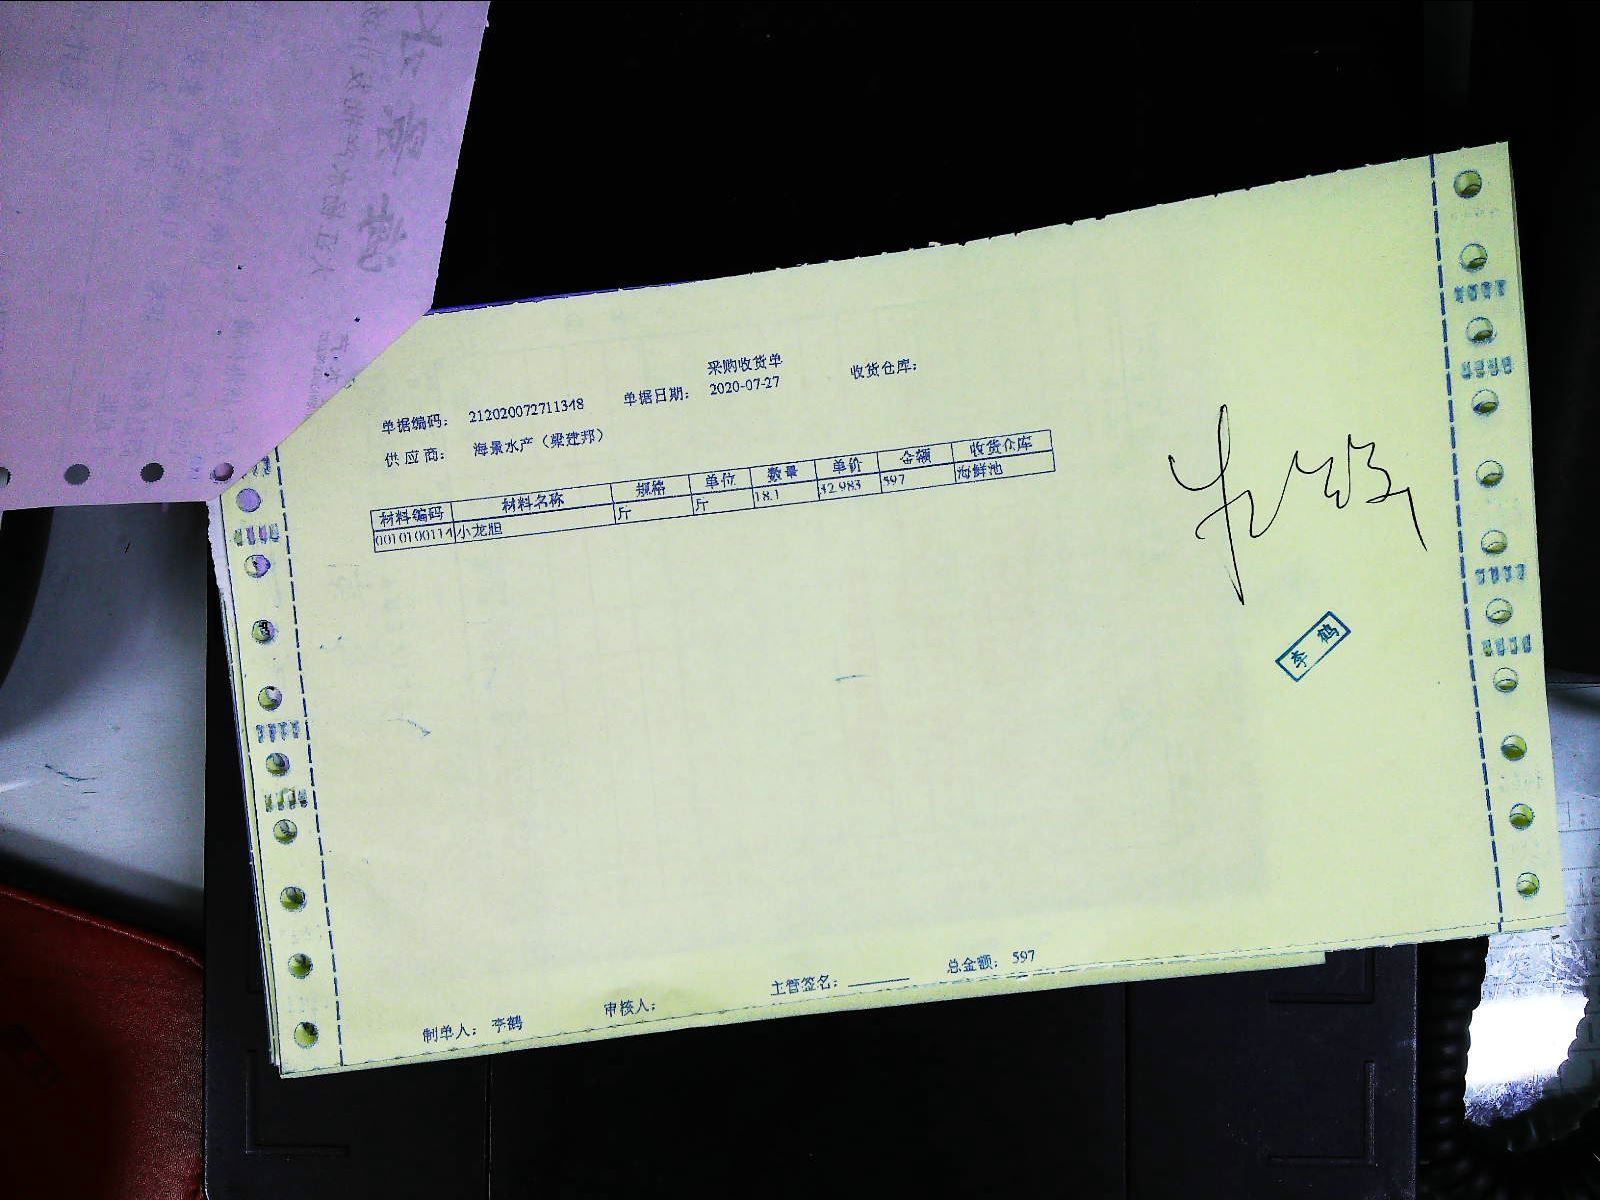 采购收货单
单据编码： 212020072711348 单据日期： 2020-07-27 收货仓库：
供 应 商： 海景水产（梁建邦）
材料编码 材料名称 规格 单位 数量 单价 金额 收货仓库
0010100114 小龙胆 斤 斤 18.1 32.983 597 海鲜池
李鹤
制单人： 李鹤 审核人： 主管签名： 总金额： 597